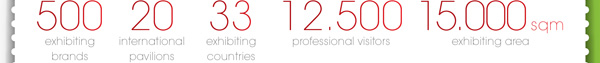 500 20 33 12.500 15.000 sqm
exhibiting international exhibiting professional visitors exhibiting area
brands pavilions countries